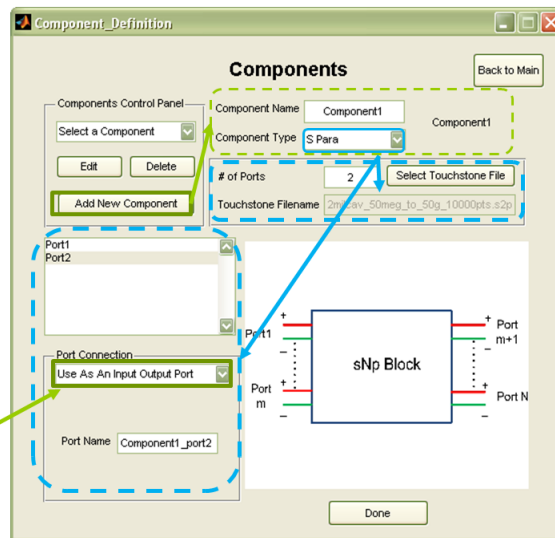 Component_Definition
Components
Back to Main
Components Control Panel
Select a Component
Edit
Delete
Add New Component
Component Name
Component1
Component1
Component Type
S Para
# of Ports
2
Select Touchstone File
Touchstone Filename
2milcav_50meg_to_50g_10000pts.s2p
Port1
Port2
Port Connection
Use As An Input Output Port
Port Name
Component1_port2
+
Port1
−
Port
m
+
−
sNp Block
+
Port
m+1
−
+
Port N
−
Done